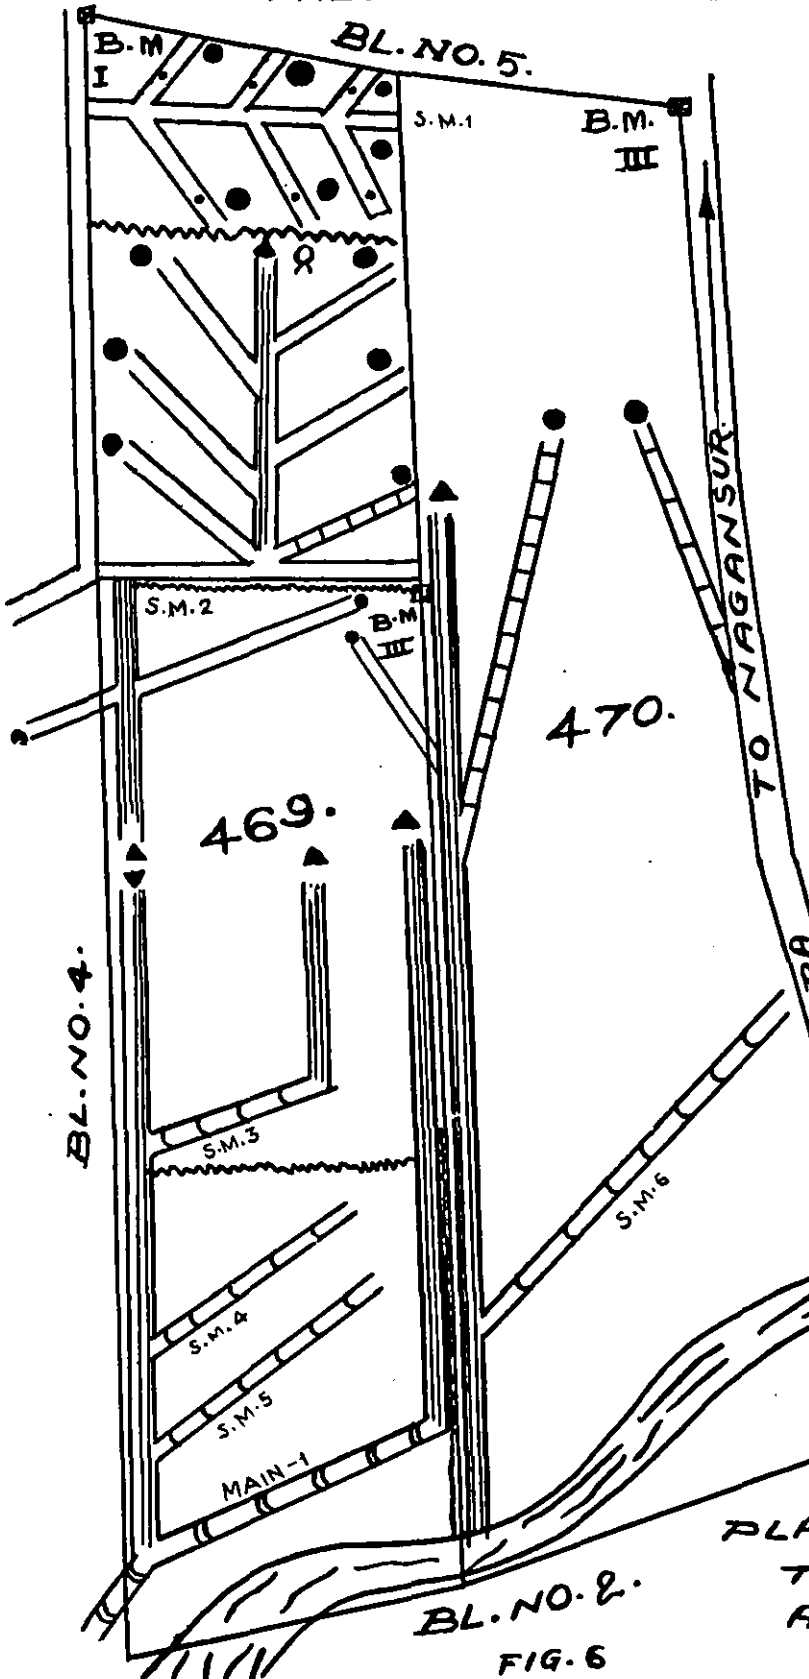 BL. NO. 5.
B. M
I
S.M.1
B.M.
III
S.M.2
B.M
III
TO NAGANSUR.
470.
469.
BL. NO. 4.
S.M.3
S.M.6
S.M.4
S.M.5
MAIN-1
PLA
T
A
BL. NO. 2.
FIG. 6